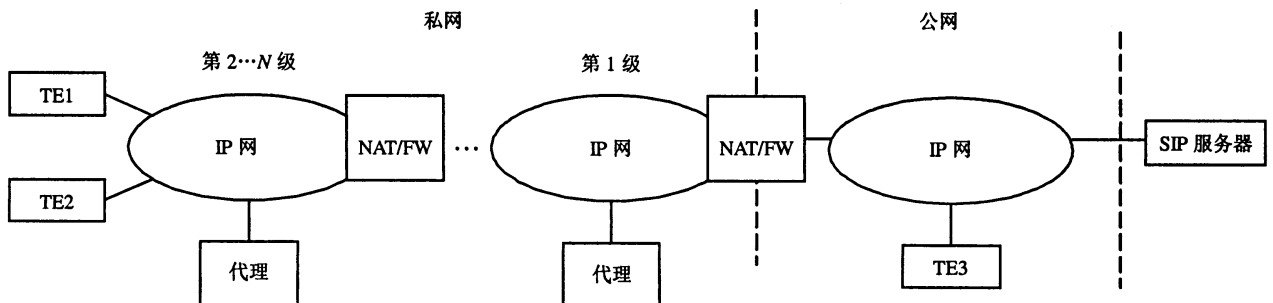 私网
公网
第 2…N 级
第 1 级
TE1
IP 网
NAT/FW
…
IP 网
NAT/FW
IP 网
SIP 服务器
TE2
代理
代理
TE3